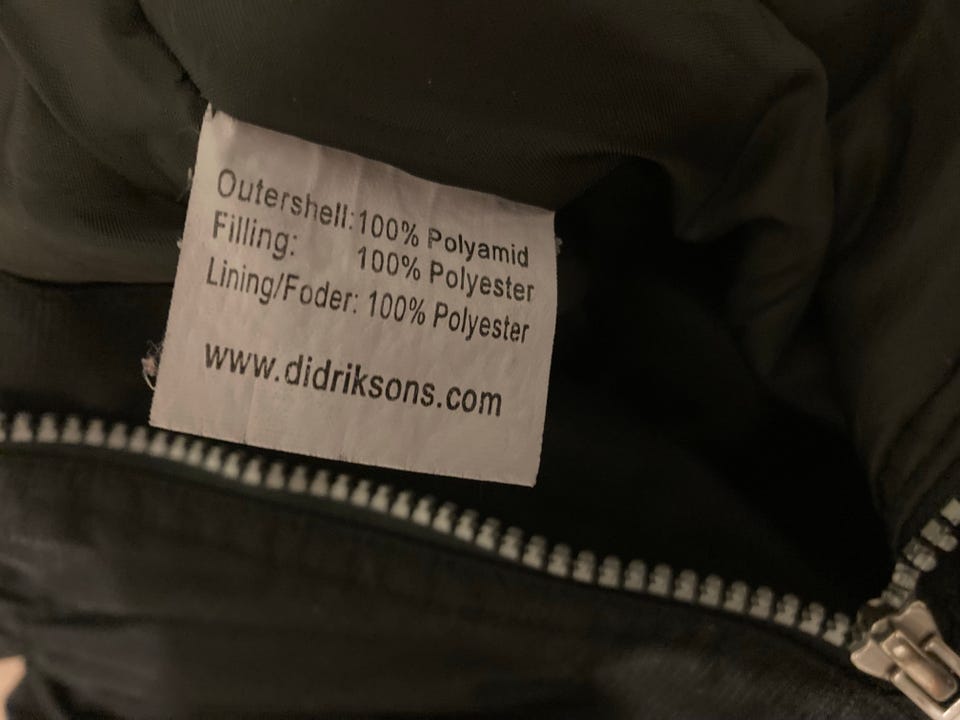 Outershell:100% Polyamid
Filling: 100% Polyester
Lining/Foder: 100% Polyester
www.didriksons.com